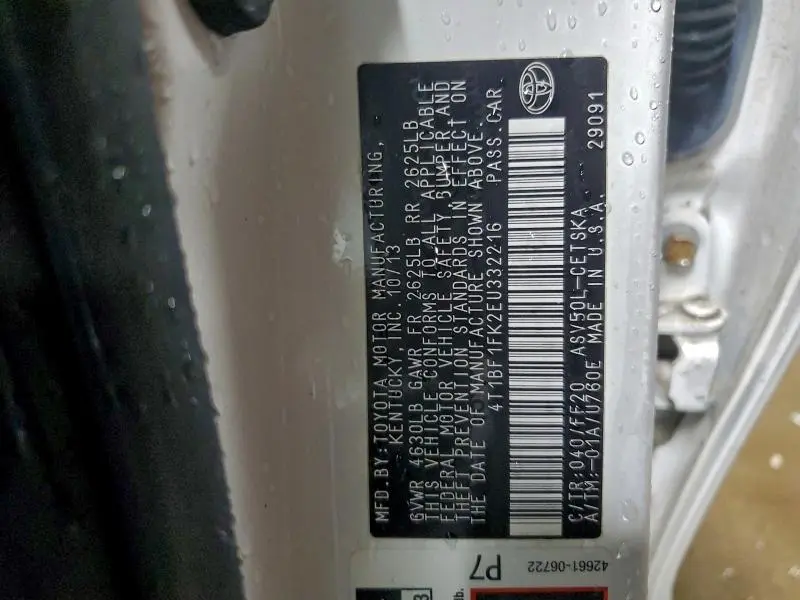 MFD.BY:TOYOTA MOTOR MANUFACTURING,
KENTUCKY, INC. 10/13
GVWR 4630LB GAWR FR 2625LB RR 2625LB
THIS VEHICLE CONFORMS TO ALL APPLICABLE
FEDERAL MOTOR VEHICLE SAFETY, BUMPER, AND
THEFT PREVENTION STANDARDS IN EFFECT ON
THE DATE OF MANUFACTURE SHOWN ABOVE.
4T1BF1FK2EU332216 PASS.CAR
C/TR:040/FF20 ASV50L-CETSKA
A/TM:-01A/U760E MADE IN U.S.A. 29091
P7
42661-06722
lb.